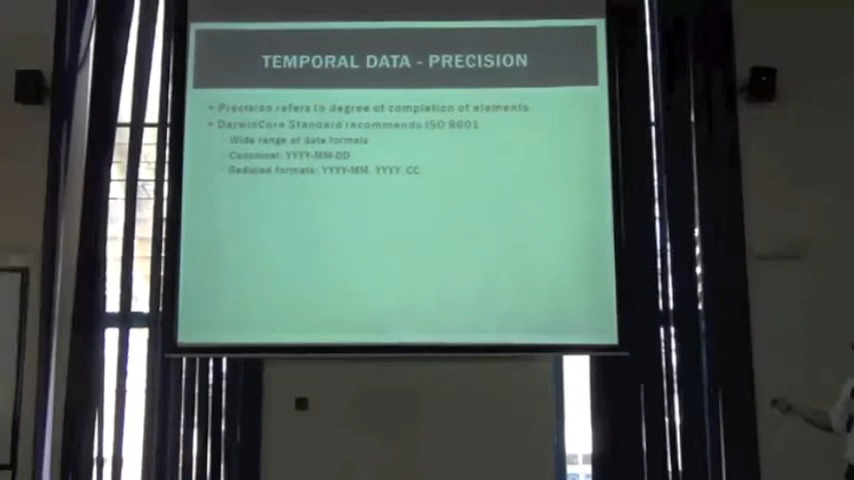 TEMPORAL DATA - PRECISION
• Precision refers to degree of completion of elements
• DarwinCore Standard recommends ISO 8601
- Wide range of data formats
- Canonical: YYYY-MM-DD
- Reduced formats: YYYY-MM, YYYY, CC